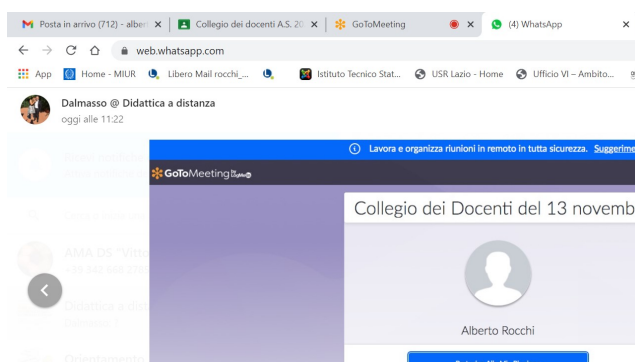 Posta in arrivo (712) - alber
Collegio dei docenti A.S. 20
GoToMeeting
(4) WhatsApp
web.whatsapp.com
App
Home - MIUR
Libero Mail rocchi_...
Istituto Tecnico Stat...
USR Lazio - Home
Ufficio VI – Ambito...
Dalmasso @ Didattica a distanza
oggi alle 11:22
Lavora e organizza riunioni in remoto in tutta sicurezza. Suggerime
GoToMeeting
Collegio dei Docenti del 13 novemb
AMA DS "Vitto
Didattica e dist
Alberto Rocchi
Orientamento